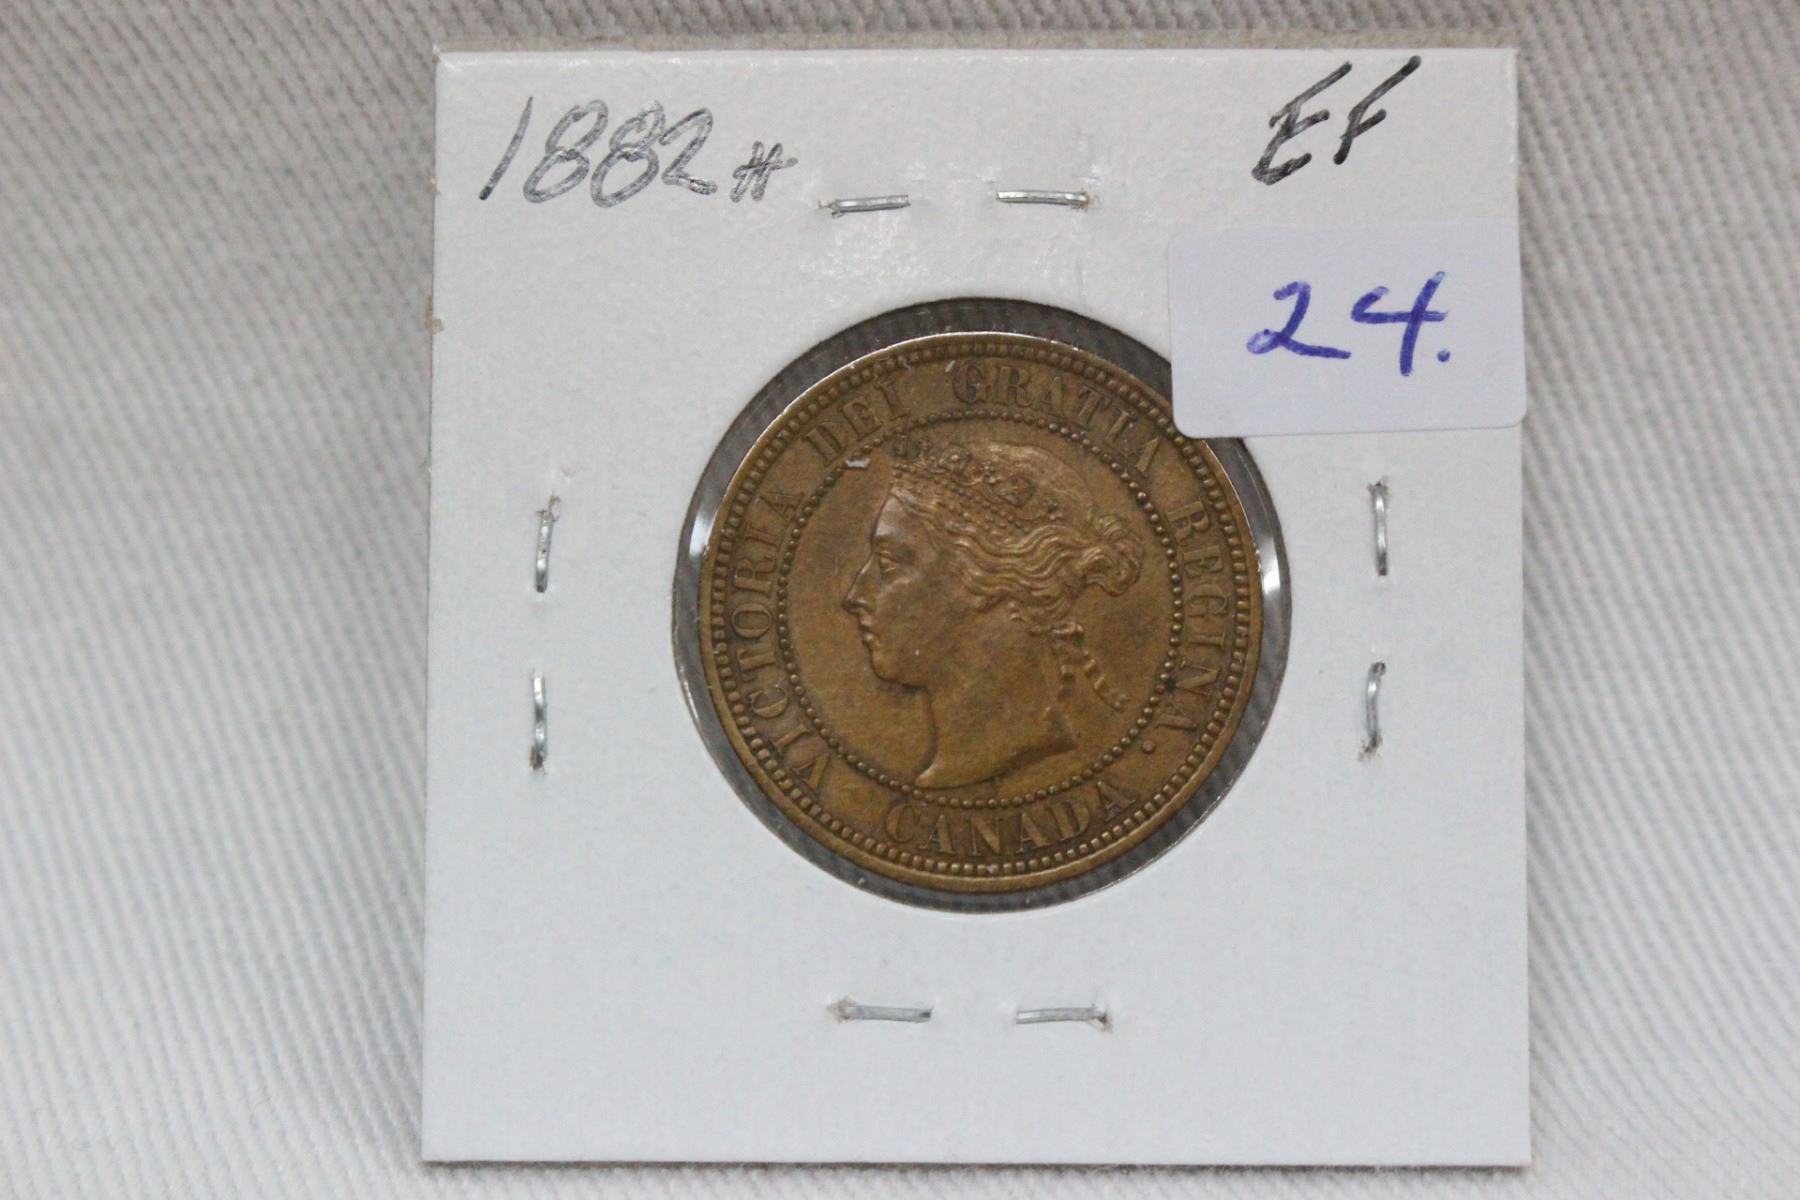 1882H
EF
24.
VICTORIA DEI GRATIA REGINA.
CANADA